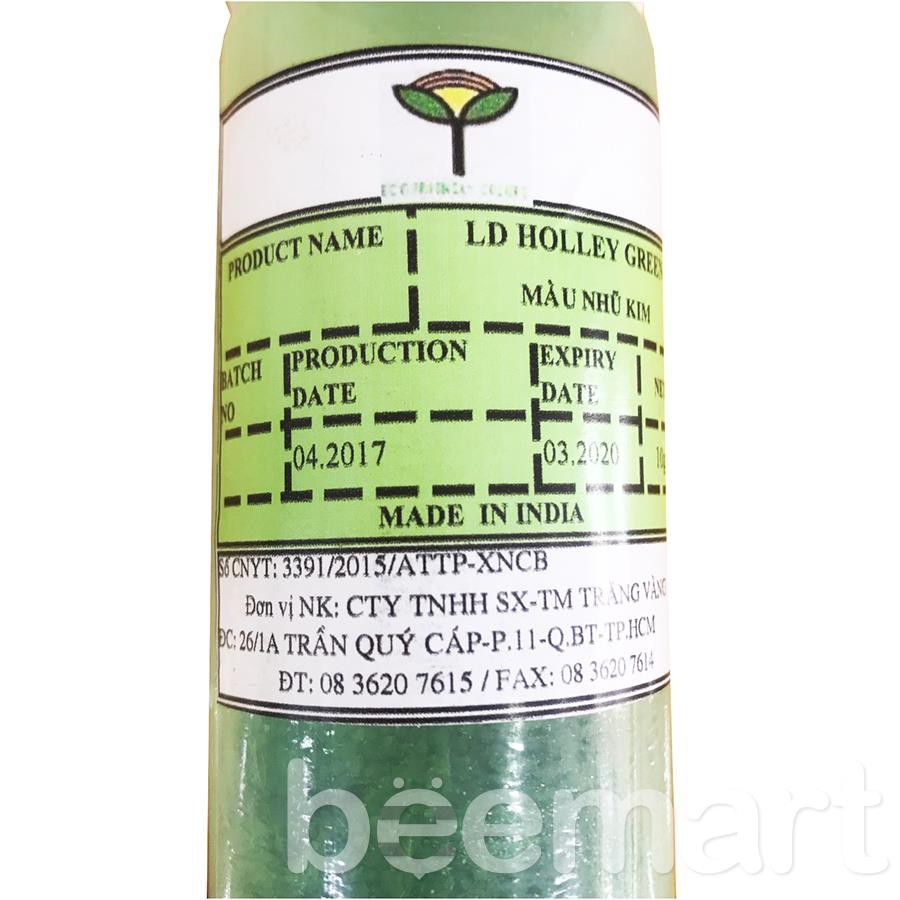 PRODUCT NAME
LD HOLLEY GREEN
MÀU NHŨ KIM
BATCH NO
PRODUCTION DATE
EXPIRY DATE
04.2017
03.2020
MADE IN INDIA
Số CNYT: 3391/2015/ATTP-XNCB
Đơn vị NK: CTY TNHH SX-TM TRĂNG VÀNG
ĐC: 26/1A TRẦN QUÝ CÁP-P.11-Q.BT-TP.HCM
ĐT: 08 3620 7615 / FAX: 08 3620 7614
bëemart